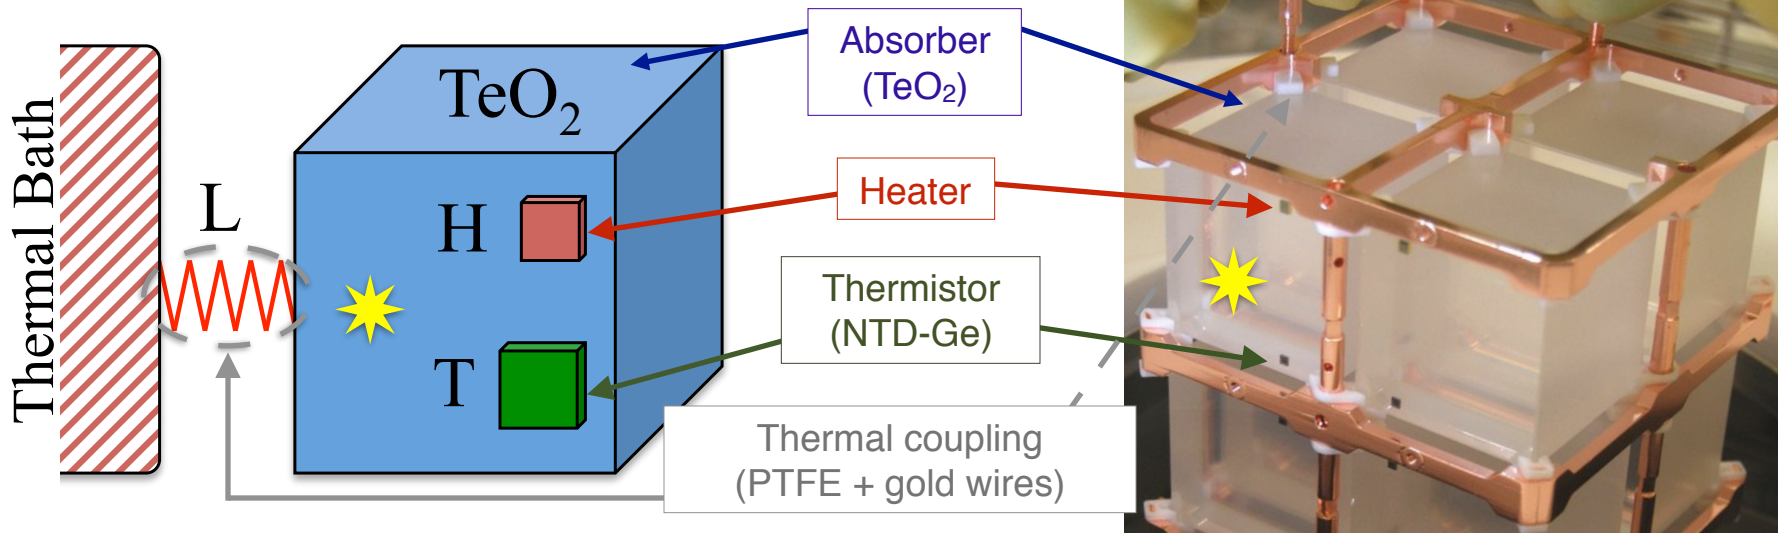 Thermal Bath
L
TeO₂
H
T
Absorber
(TeO₂)
Heater
Thermistor
(NTD-Ge)
Thermal coupling
(PTFE + gold wires)